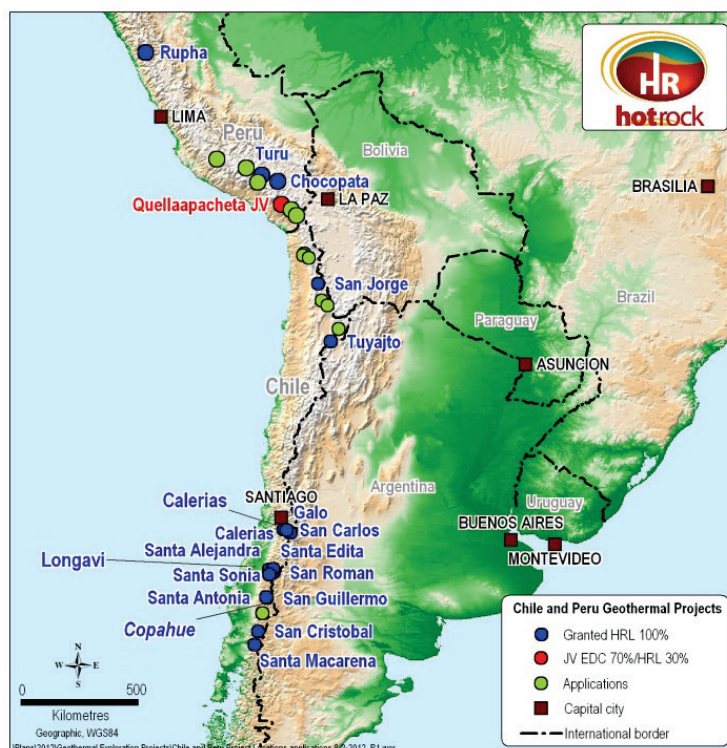 Rupha
HR
hotrock
LIMA
Peru
Turu
Bolivia
Chocopata
BRASILIA
Quellaapacheta JV
LA PAZ
San Jorge
Brazil
Paraguay
Tuyajto
ASUNCION
Chile
Argentina
SANTIAGO
Calerias
Galo
Uruguay
Calerias
San Carlos
BUENOS AIRES
Santa Alejandra
Santa Edita
MONTEVIDEO
Longavi
Santa Sonia
San Roman
Santa Antonia
San Guillermo
Copahue
San Cristobal
Santa Macarena
Chile and Peru Geothermal Projects
Granted HRL 100%
JV EDC 70%/HRL 30%
Applications
Capital city
International border
N
W
E
S
0
500
Kilometres
Geographic, WGS84